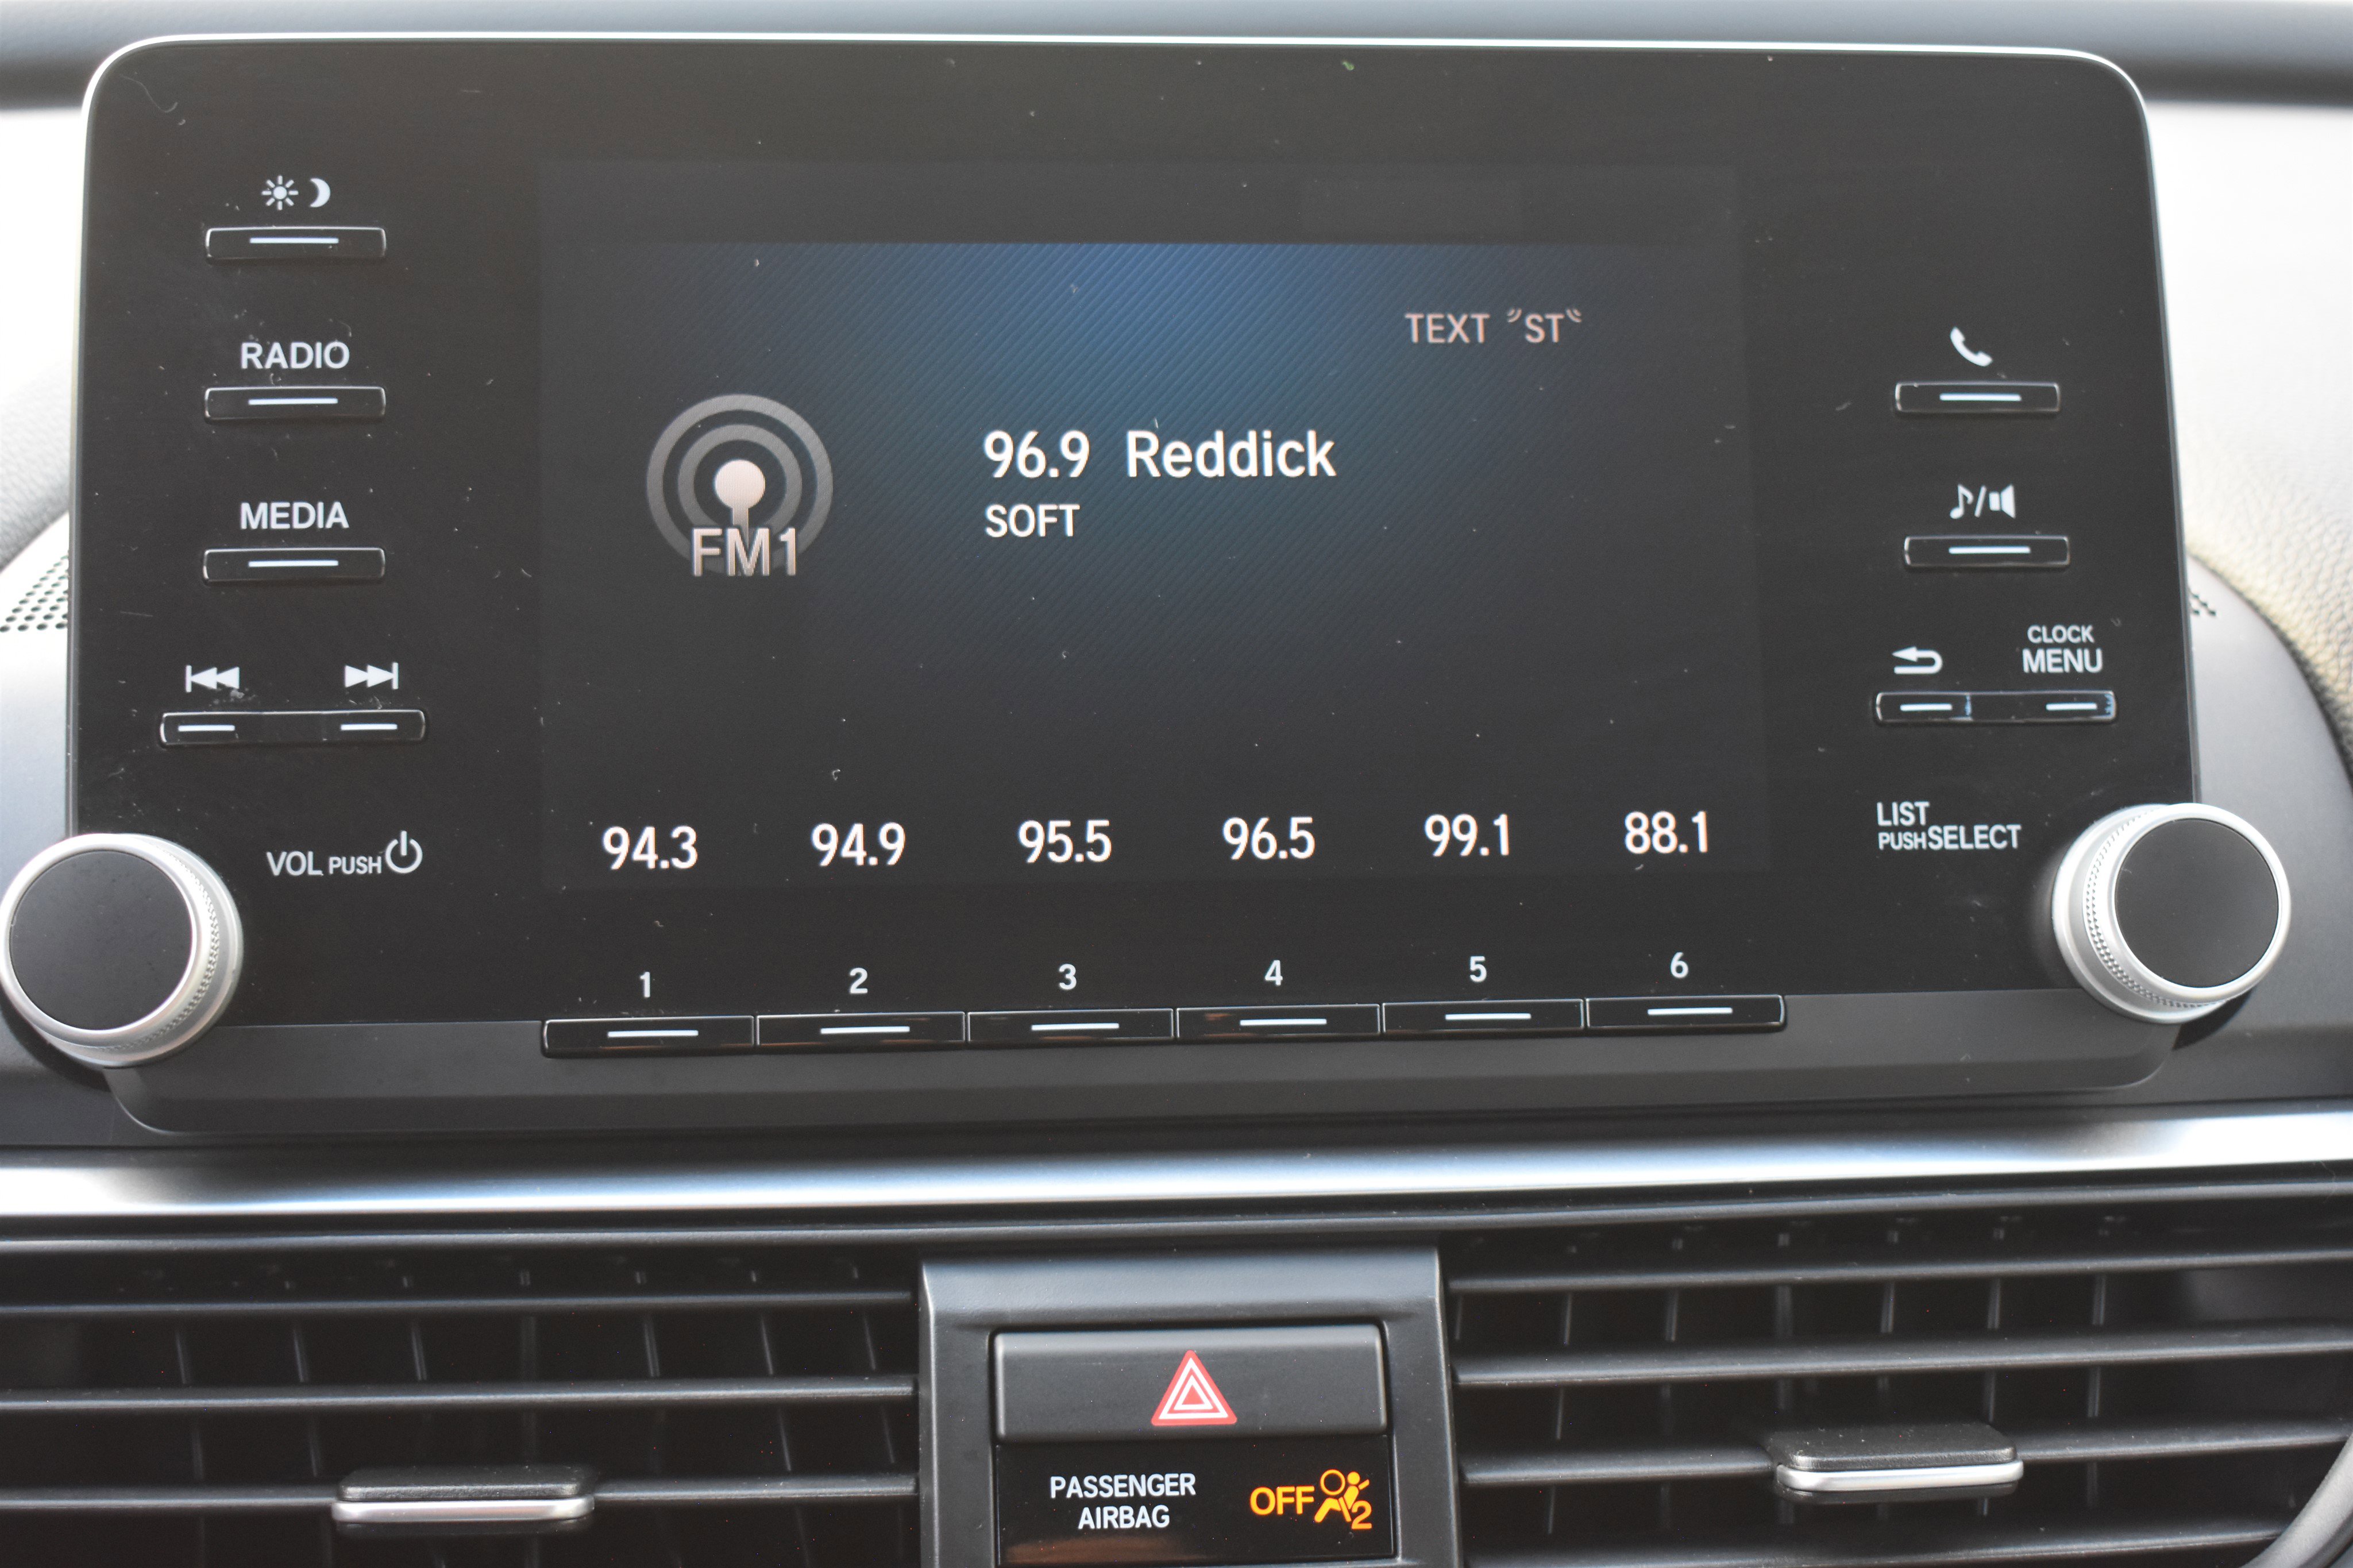 RADIO
MEDIA
VOL PUSH
TEXT "ST"
96.9 Reddick
SOFT
FM1
94.3 94.9 95.5 96.5 99.1 88.1
1 2 3 4 5 6
CLOCK
MENU
LIST
PUSH SELECT
PASSENGER
AIRBAG
OFF 2